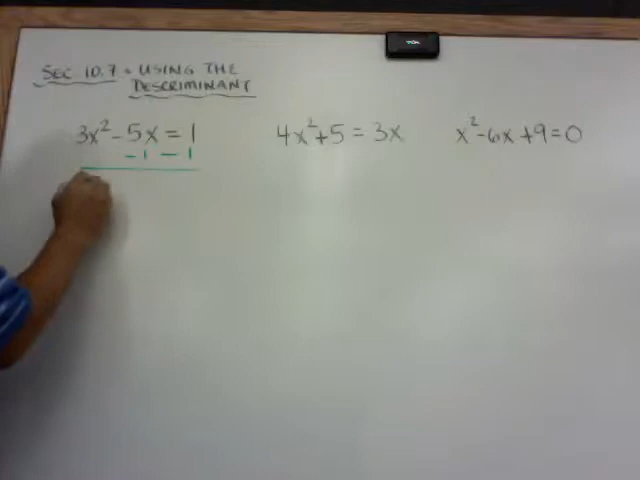 SEC 10.7 • USING THE
DESCRIMINANT
3x² - 5x = 1
- 1 - 1
4x² + 5 = 3x
x² - 6x + 9 = 0